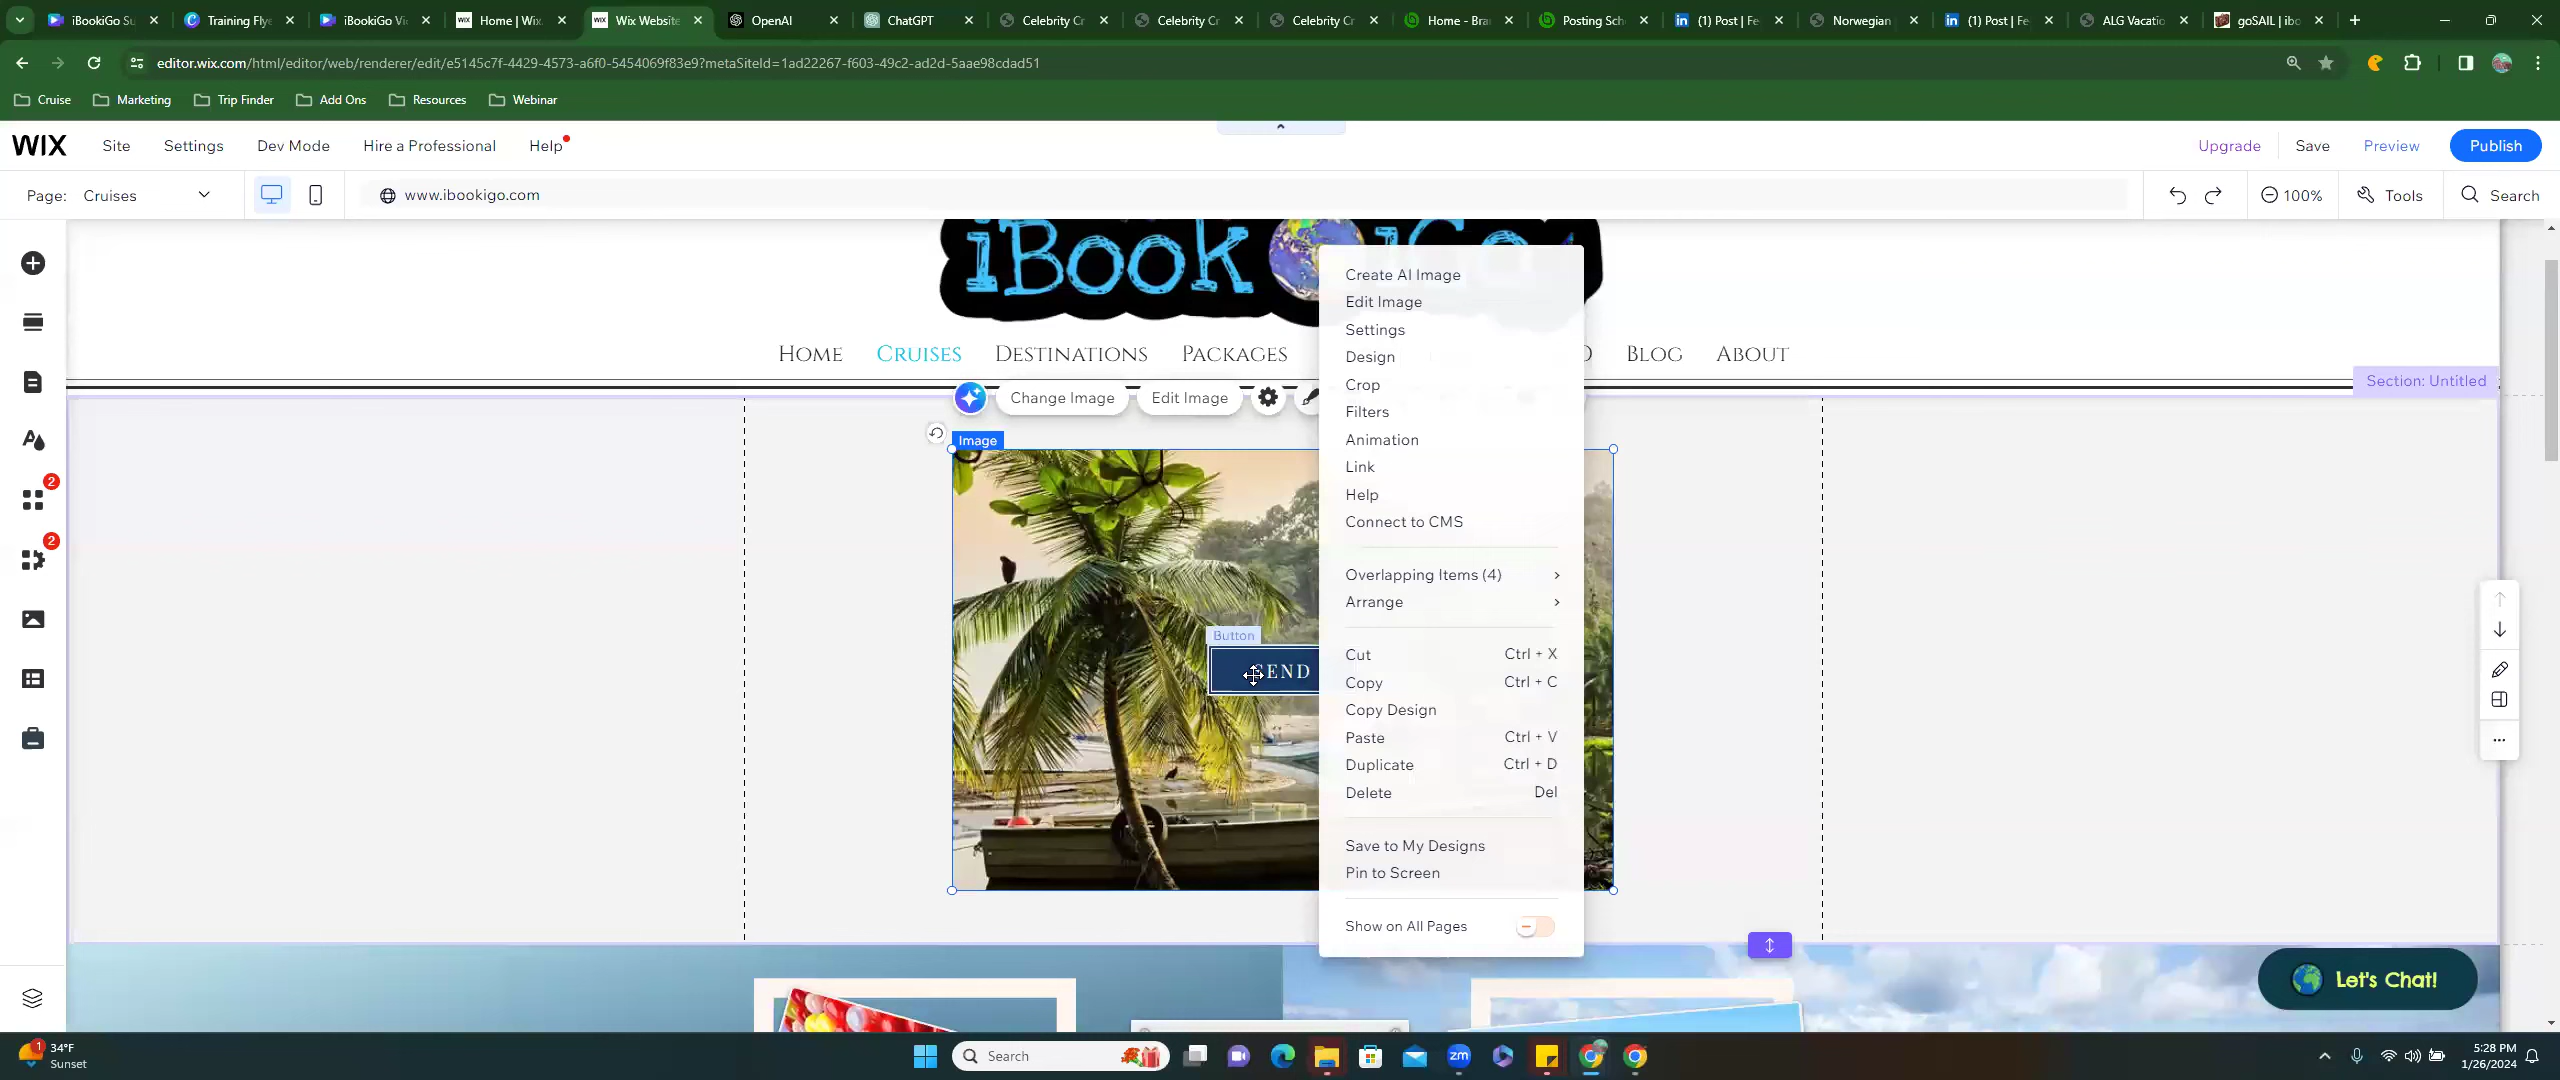 iBookiGo Su
Training Flye
iBookiGo Vi
Home | Wix.
Wix Website
OpenAI
ChatGPT
Celebrity Cr
Celebrity Cr
Celebrity Cr
Home - Bra
Posting Sch
(1) Post | Fe
Norwegian
(1) Post | Fe
ALG Vacatio
goSAIL | ibo
editor.wix.com/html/editor/web/renderer/edit/e5145c7f-4429-4573-a6f0-5454069f83e9?metaSiteId=1ad22267-f603-49c2-ad2d-5aae98cdad51
Cruise
Marketing
Trip Finder
Add Ons
Resources
Webinar
WIX
Site
Settings
Dev Mode
Hire a Professional
Help
Upgrade
Save
Preview
Publish
Page: Cruises
www.ibookigo.com
100%
Tools
Search
iBook iGo
Home
Cruises
Destinations
Packages
Blog
About
Section: Untitled
Change Image
Edit Image
Image
Button
SEND
Create AI Image
Edit Image
Settings
Design
Crop
Filters
Animation
Link
Help
Connect to CMS
Overlapping Items (4)
Arrange
Cut Ctrl + X
Copy Ctrl + C
Copy Design
Paste Ctrl + V
Duplicate Ctrl + D
Delete Del
Save to My Designs
Pin to Screen
Show on All Pages
2
2
Let's Chat!
1
34°F
Sunset
Search
zm
5:28 PM
1/26/2024